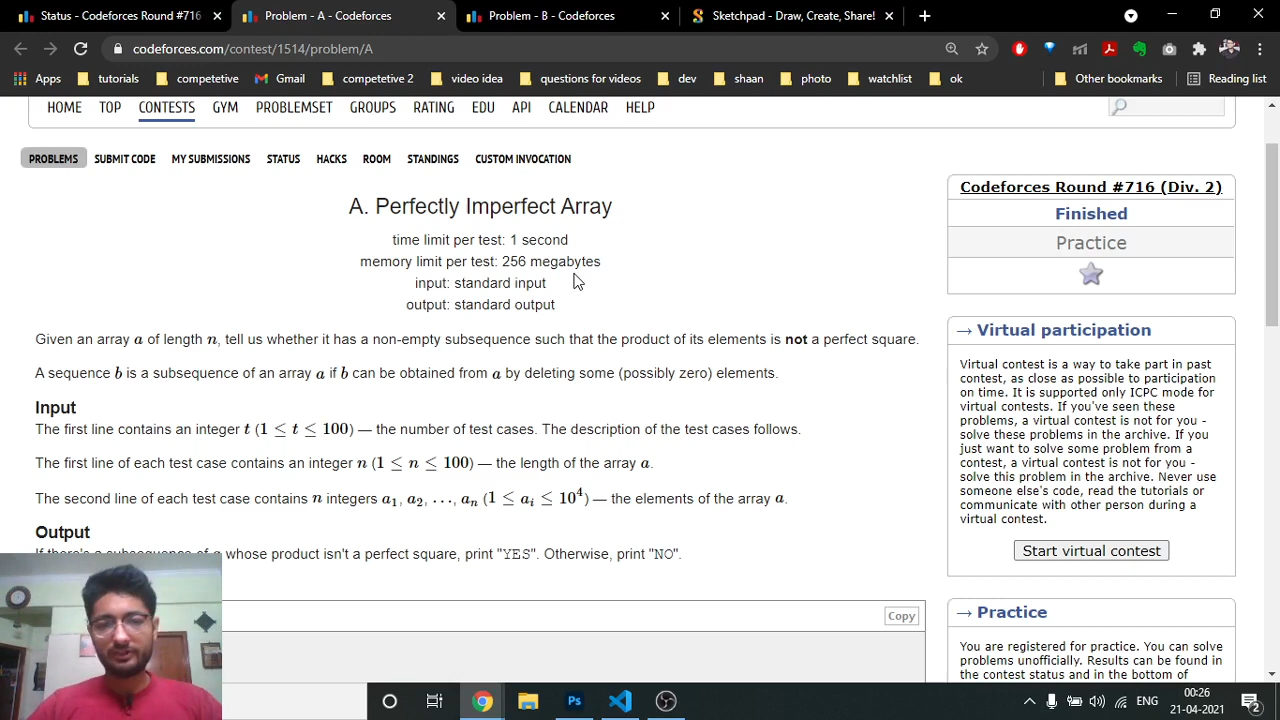 Status - Codeforces Round #716
Problem - A - Codeforces
Problem - B - Codeforces
Sketchpad - Draw, Create, Share!
codeforces.com/contest/1514/problem/A
Apps
tutorials
competetive
Gmail
competetive 2
video idea
questions for videos
dev
shaan
photo
watchlist
ok
Other bookmarks
Reading list
HOME TOP CONTESTS GYM PROBLEMSET GROUPS RATING EDU API CALENDAR HELP
PROBLEMS SUBMIT CODE MY SUBMISSIONS STATUS HACKS ROOM STANDINGS CUSTOM INVOCATION
A. Perfectly Imperfect Array
time limit per test: 1 second
memory limit per test: 256 megabytes
input: standard input
output: standard output
Given an array a of length n, tell us whether it has a non-empty subsequence such that the product of its elements is not a perfect square.
A sequence b is a subsequence of an array a if b can be obtained from a by deleting some (possibly zero) elements.
Input
The first line contains an integer t (1 ≤ t ≤ 100) — the number of test cases. The description of the test cases follows.
The first line of each test case contains an integer n (1 ≤ n ≤ 100) — the length of the array a.
The second line of each test case contains n integers a₁, a₂, …, aₙ (1 ≤ aᵢ ≤ 10⁴) — the elements of the array a.
Output
If there's a subsequence of a whose product isn't a perfect square, print "YES". Otherwise, print "NO".
Copy
Codeforces Round #716 (Div. 2)
Finished
Practice
→ Virtual participation
Virtual contest is a way to take part in past
contest, as close as possible to participation
on time. It is supported only ICPC mode for
virtual contests. If you've seen these
problems, a virtual contest is not for you -
solve these problems in the archive. If you
just want to solve some problem from a
contest, a virtual contest is not for you -
solve this problem in the archive. Never use
someone else's code, read the tutorials or
communicate with other person during a
virtual contest.
Start virtual contest
→ Practice
You are registered for practice. You can solve
problems unofficially. Results can be found in
the contest status and in the bottom of
Ps
ENG
00:26
21-04-2021
2